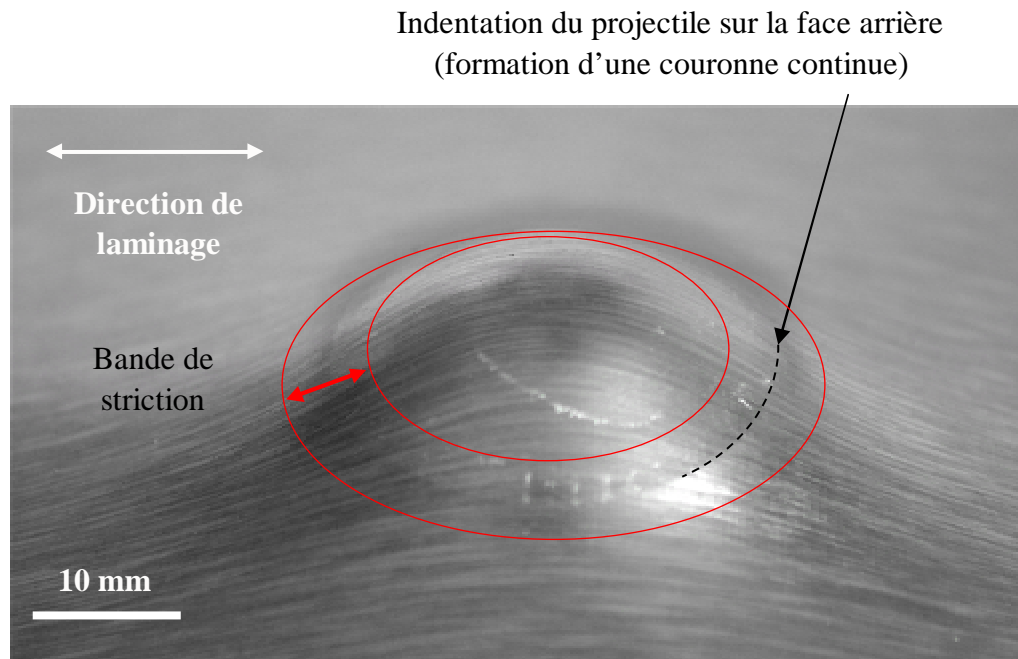 Indentation du projectile sur la face arrière
(formation d’une couronne continue)
Direction de
laminage
Bande de
striction
10 mm